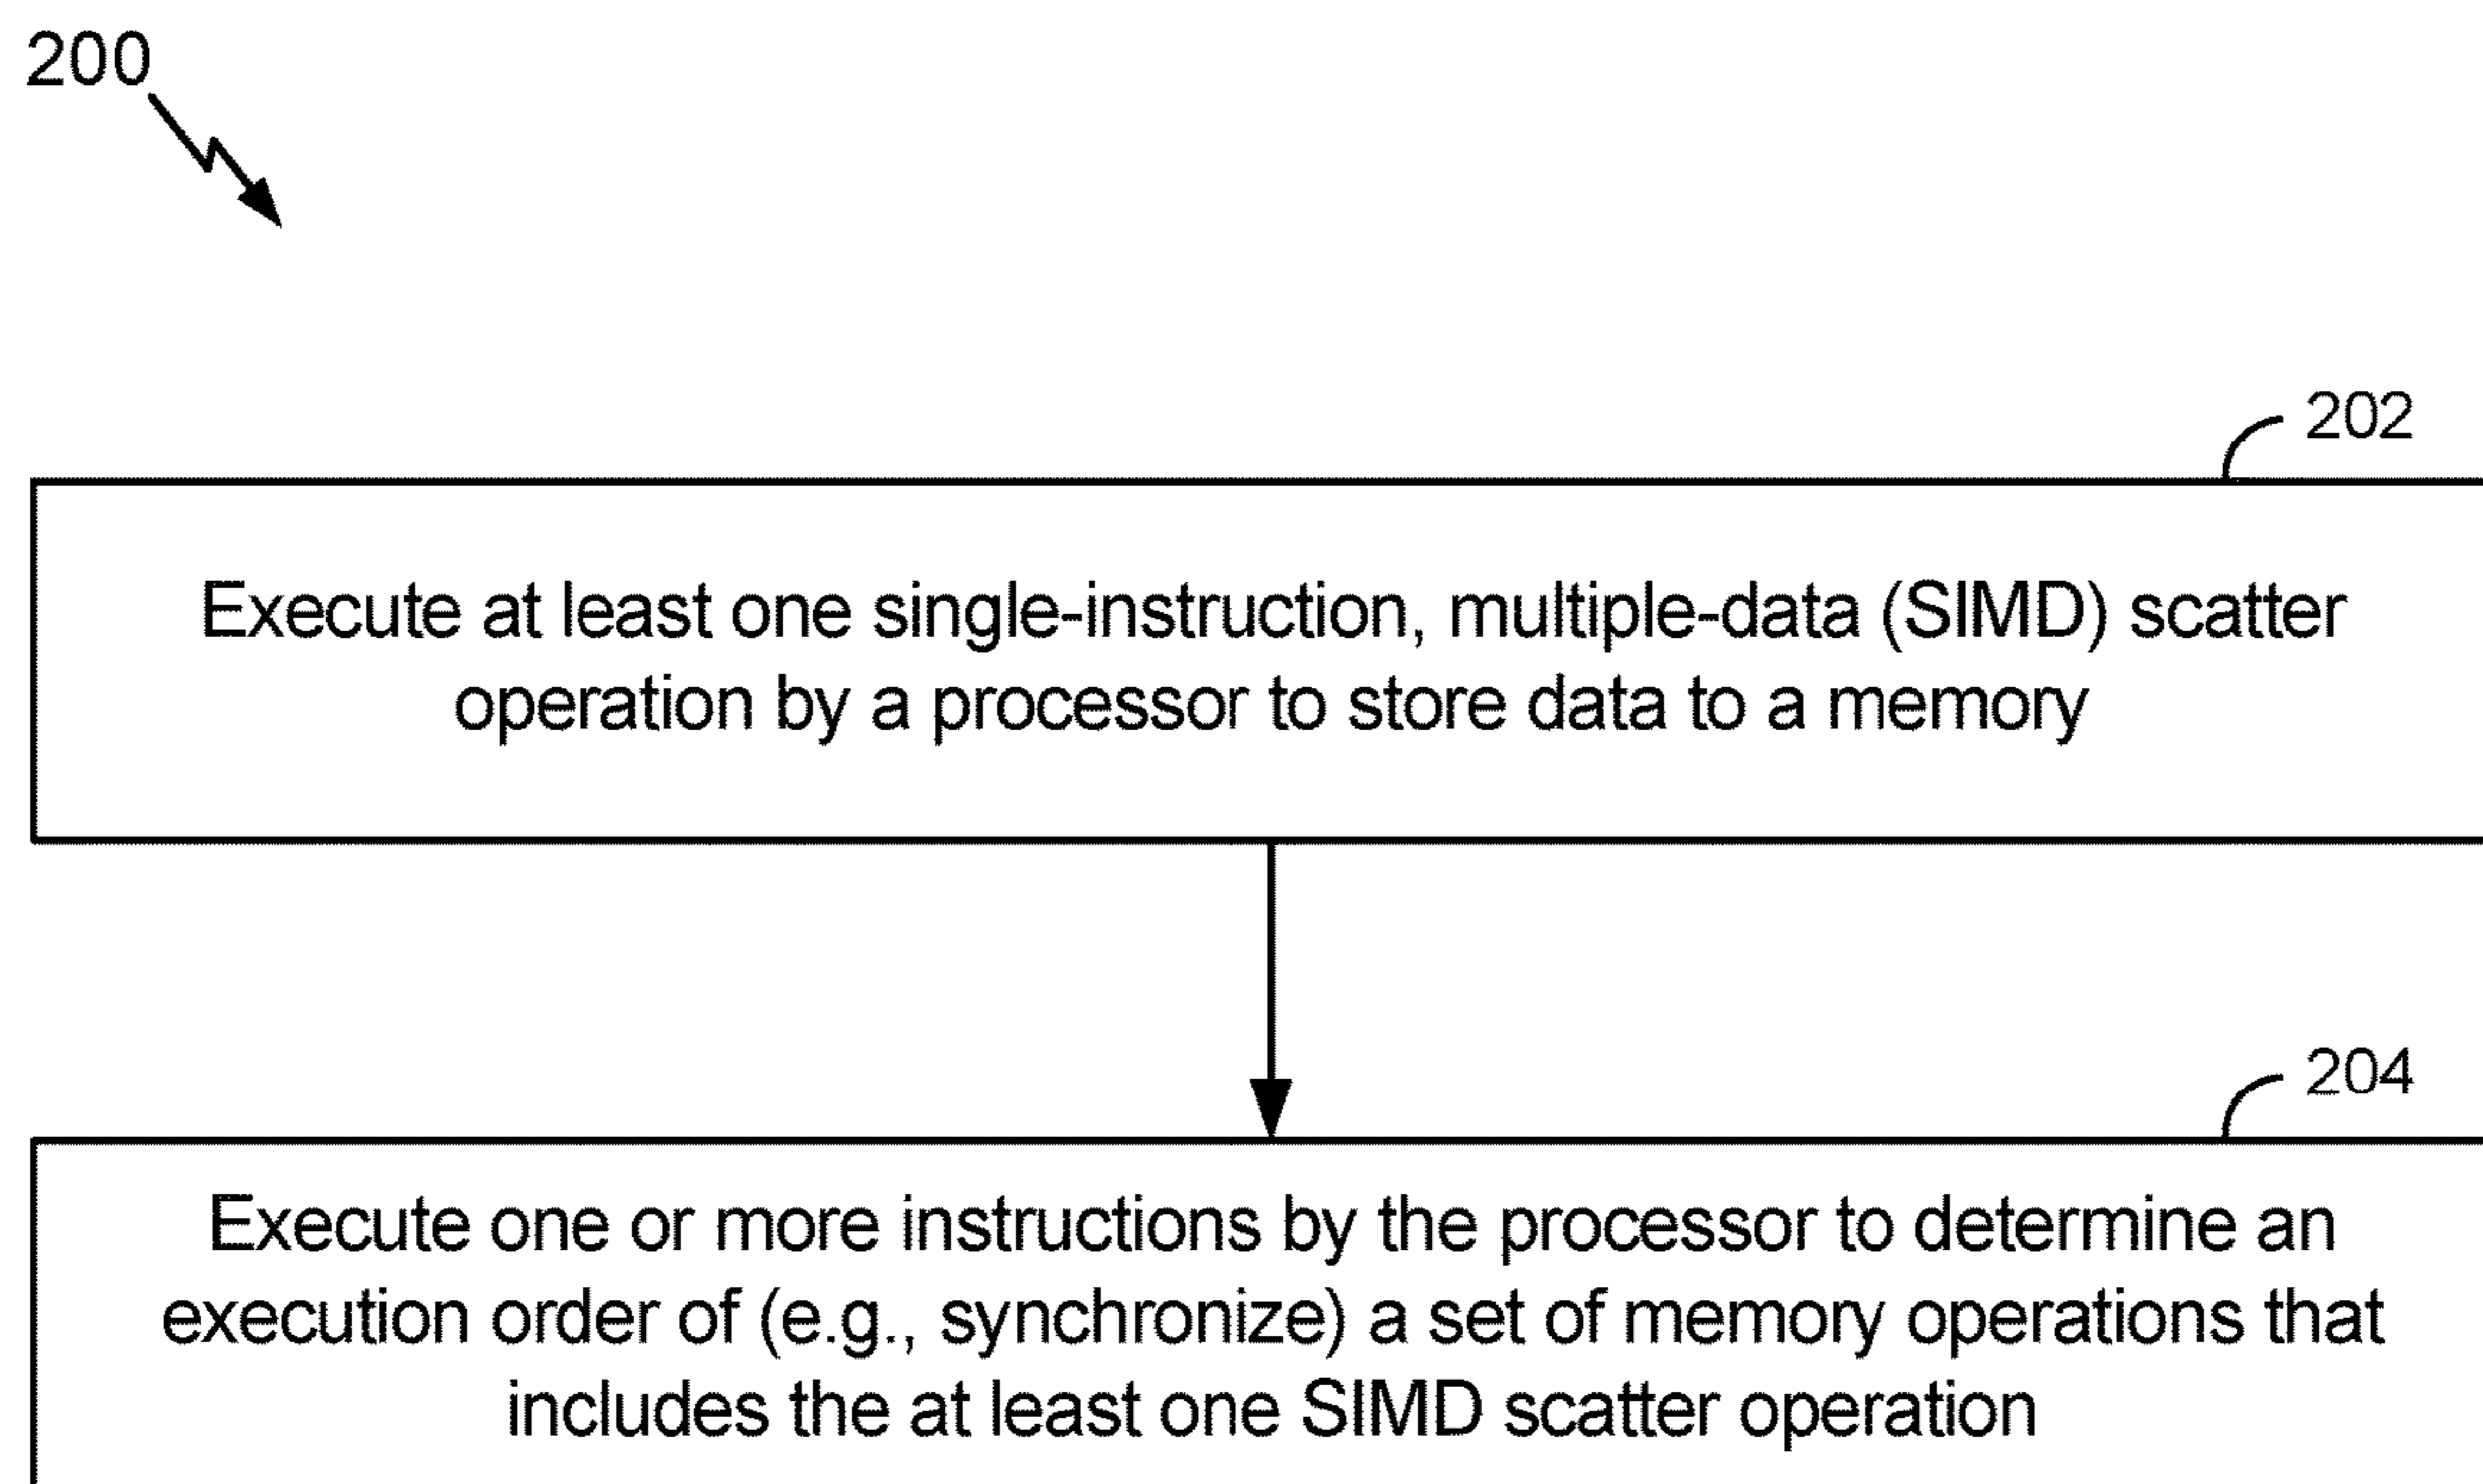 200
202
Execute at least one single-instruction, multiple-data (SIMD) scatter
operation by a processor to store data to a memory
204
Execute one or more instructions by the processor to determine an
execution order of (e.g., synchronize) a set of memory operations that
includes the at least one SIMD scatter operation